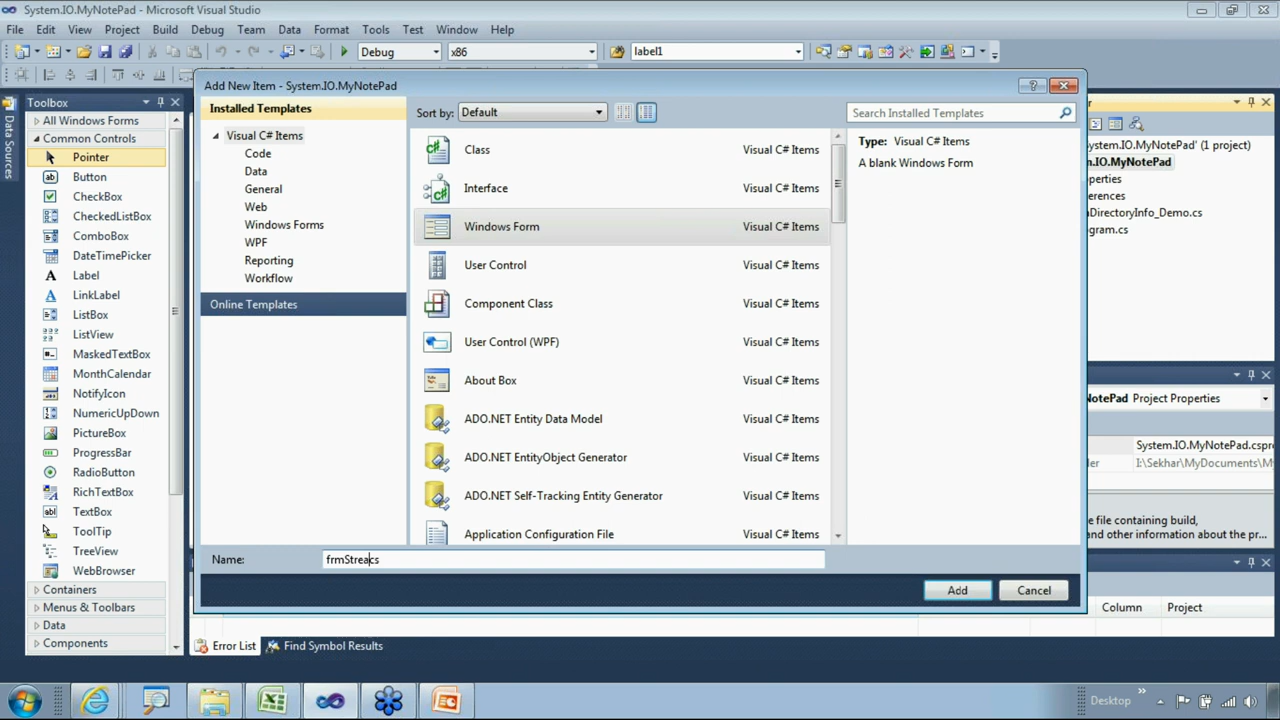 System.IO.MyNotePad - Microsoft Visual Studio
File Edit View Project Build Debug Team Data Format Tools Test Window Help
Debug x86 label1
Toolbox
All Windows Forms
Common Controls
Pointer
Button
CheckBox
CheckedListBox
ComboBox
DateTimePicker
Label
LinkLabel
ListBox
ListView
MaskedTextBox
MonthCalendar
NotifyIcon
NumericUpDown
PictureBox
ProgressBar
RadioButton
RichTextBox
TextBox
ToolTip
TreeView
WebBrowser
Containers
Menus & Toolbars
Data
Components
Data Sources
Add New Item - System.IO.MyNotePad
Installed Templates
Visual C# Items
Code
Data
General
Web
Windows Forms
WPF
Reporting
Workflow
Online Templates
Sort by: Default
Search Installed Templates
Class Visual C# Items
Interface Visual C# Items
Windows Form Visual C# Items
User Control Visual C# Items
Component Class Visual C# Items
User Control (WPF) Visual C# Items
About Box Visual C# Items
ADO.NET Entity Data Model Visual C# Items
ADO.NET EntityObject Generator Visual C# Items
ADO.NET Self-Tracking Entity Generator Visual C# Items
Application Configuration File Visual C# Items
Type: Visual C# Items
A blank Windows Form
Name: frmStreacs
Add Cancel
er
n System.IO.MyNotePad' (1 project)
m.IO.MyNotePad
perties
erences
DirectoryInfo_Demo.cs
gram.cs
NotePad Project Properties
System.IO.MyNotePad.cspro
der I:\Sekhar\MyDocuments\M
e file containing build,
nd other information about the pr...
Column Project
Error List Find Symbol Results
Desktop